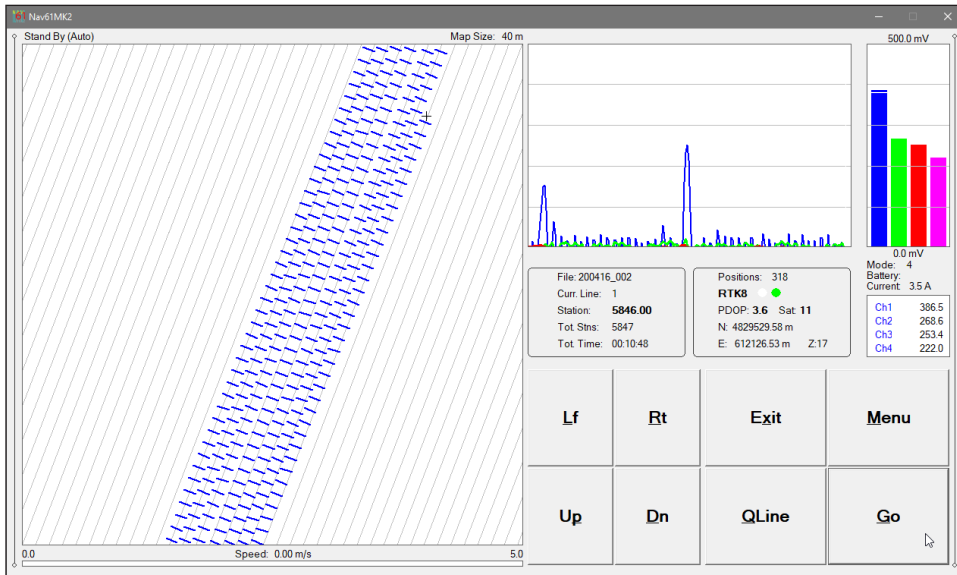 Nav61MK2
Stand By (Auto)
Map Size: 40 m
0.0
Speed: 0.00 m/s
5.0
500.0 mV
0.0 mV
Mode: 4
Battery:
Current: 3.5 A
Ch1 386.5
Ch2 268.6
Ch3 253.4
Ch4 222.0
File: 200416_002
Curr. Line: 1
Station: 5846.00
Tot. Stns: 5847
Tot. Time: 00:10:48
Positions: 318
RTK8
PDOP: 3.6 Sat: 11
N: 4829529.58 m
E: 612126.53 m Z:17
Lf
Rt
Exit
Menu
Up
Dn
QLine
Go